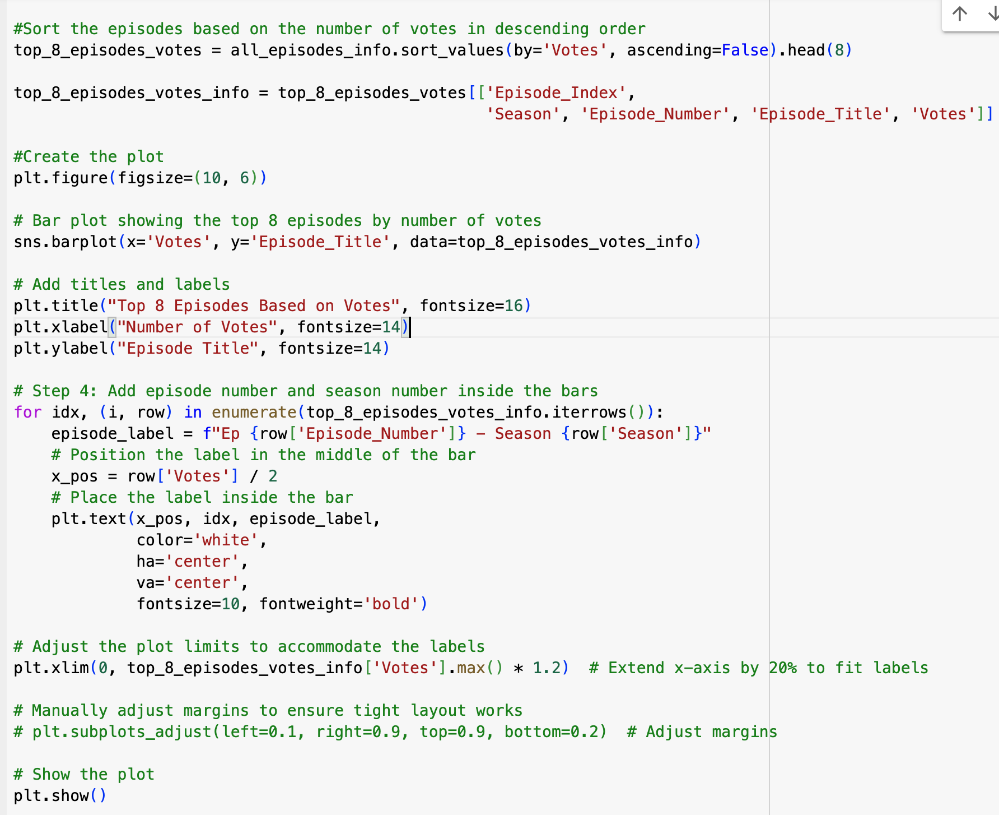 #Sort the episodes based on the number of votes in descending order
top_8_episodes_votes = all_episodes_info.sort_values(by='Votes', ascending=False).head(8)

top_8_episodes_votes_info = top_8_episodes_votes[['Episode_Index',
                                                  'Season', 'Episode_Number', 'Episode_Title', 'Votes']]

#Create the plot
plt.figure(figsize=(10, 6))

# Bar plot showing the top 8 episodes by number of votes
sns.barplot(x='Votes', y='Episode_Title', data=top_8_episodes_votes_info)

# Add titles and labels
plt.title("Top 8 Episodes Based on Votes", fontsize=16)
plt.xlabel("Number of Votes", fontsize=14)
plt.ylabel("Episode Title", fontsize=14)

# Step 4: Add episode number and season number inside the bars
for idx, (i, row) in enumerate(top_8_episodes_votes_info.iterrows()):
    episode_label = f"Ep {row['Episode_Number']} - Season {row['Season']}"
    # Position the label in the middle of the bar
    x_pos = row['Votes'] / 2
    # Place the label inside the bar
    plt.text(x_pos, idx, episode_label,
             color='white',
             ha='center',
             va='center',
             fontsize=10, fontweight='bold')

# Adjust the plot limits to accommodate the labels
plt.xlim(0, top_8_episodes_votes_info['Votes'].max() * 1.2)  # Extend x-axis by 20% to fit labels

# Manually adjust margins to ensure tight layout works
# plt.subplots_adjust(left=0.1, right=0.9, top=0.9, bottom=0.2)  # Adjust margins

# Show the plot
plt.show()